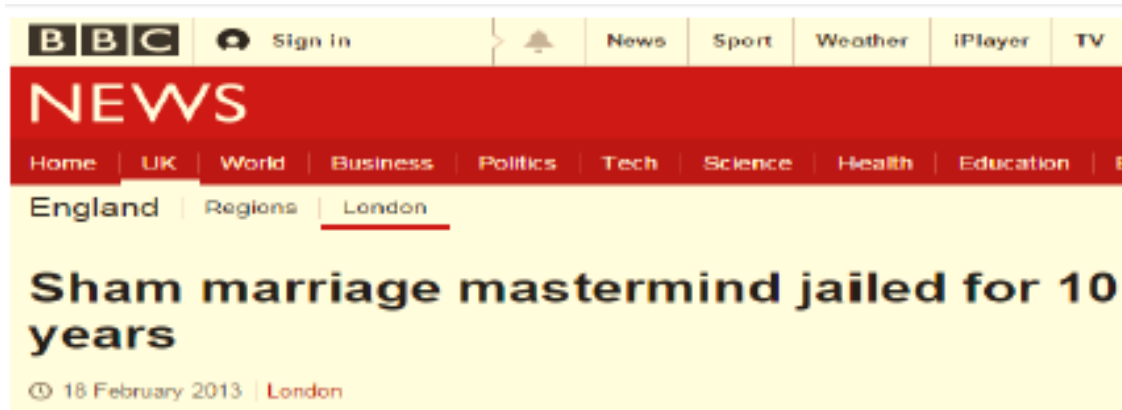 BBC Sign in News Sport Weather iPlayer TV
NEWS
Home UK World Business Politics Tech Science Health Education
England Regions London
Sham marriage mastermind jailed for 10
years
18 February 2013 London